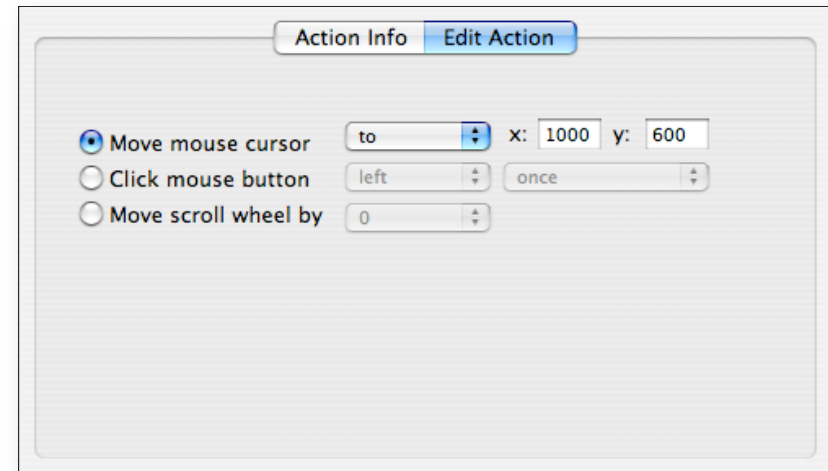 Action Info Edit Action
Move mouse cursor to x: 1000 y: 600
Click mouse button left once
Move scroll wheel by 0